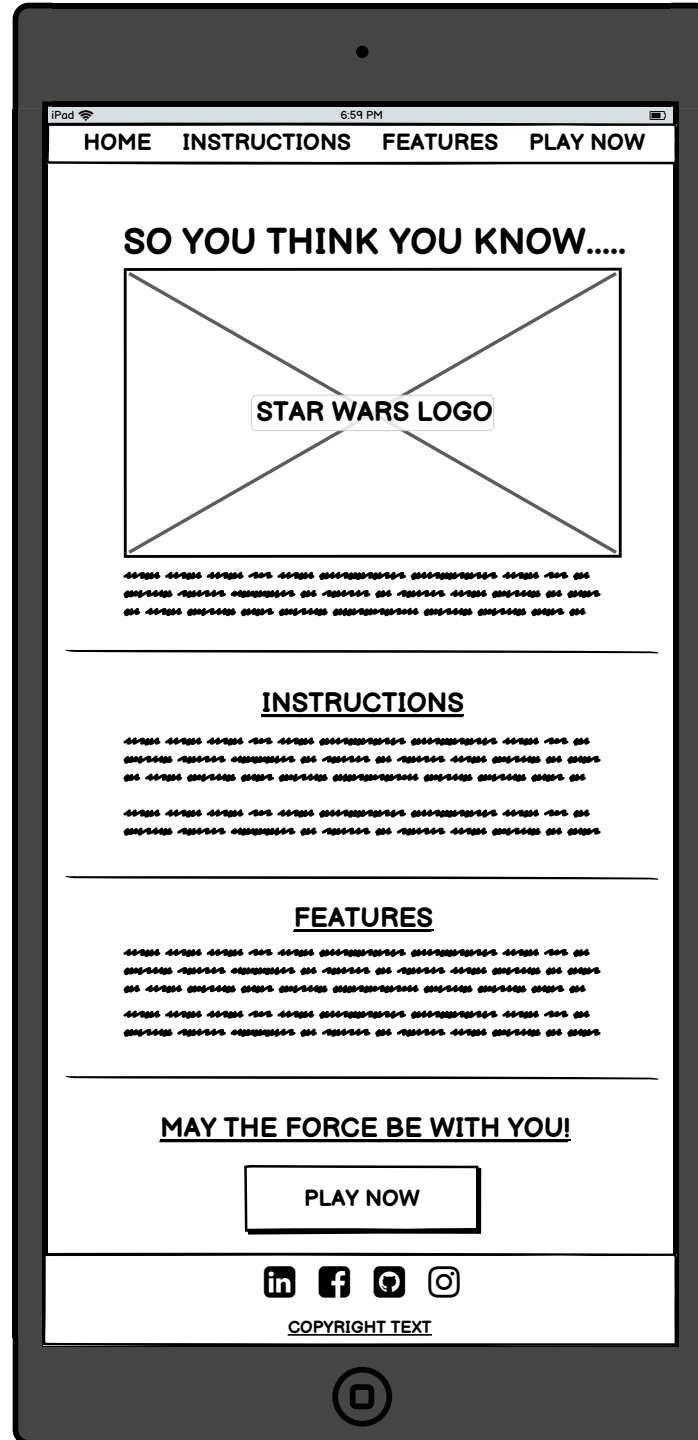 iPad 6:59 PM
HOME INSTRUCTIONS FEATURES PLAY NOW
SO YOU THINK YOU KNOW.....
STAR WARS LOGO
INSTRUCTIONS
FEATURES
MAY THE FORCE BE WITH YOU!
PLAY NOW
in f
COPYRIGHT TEXT